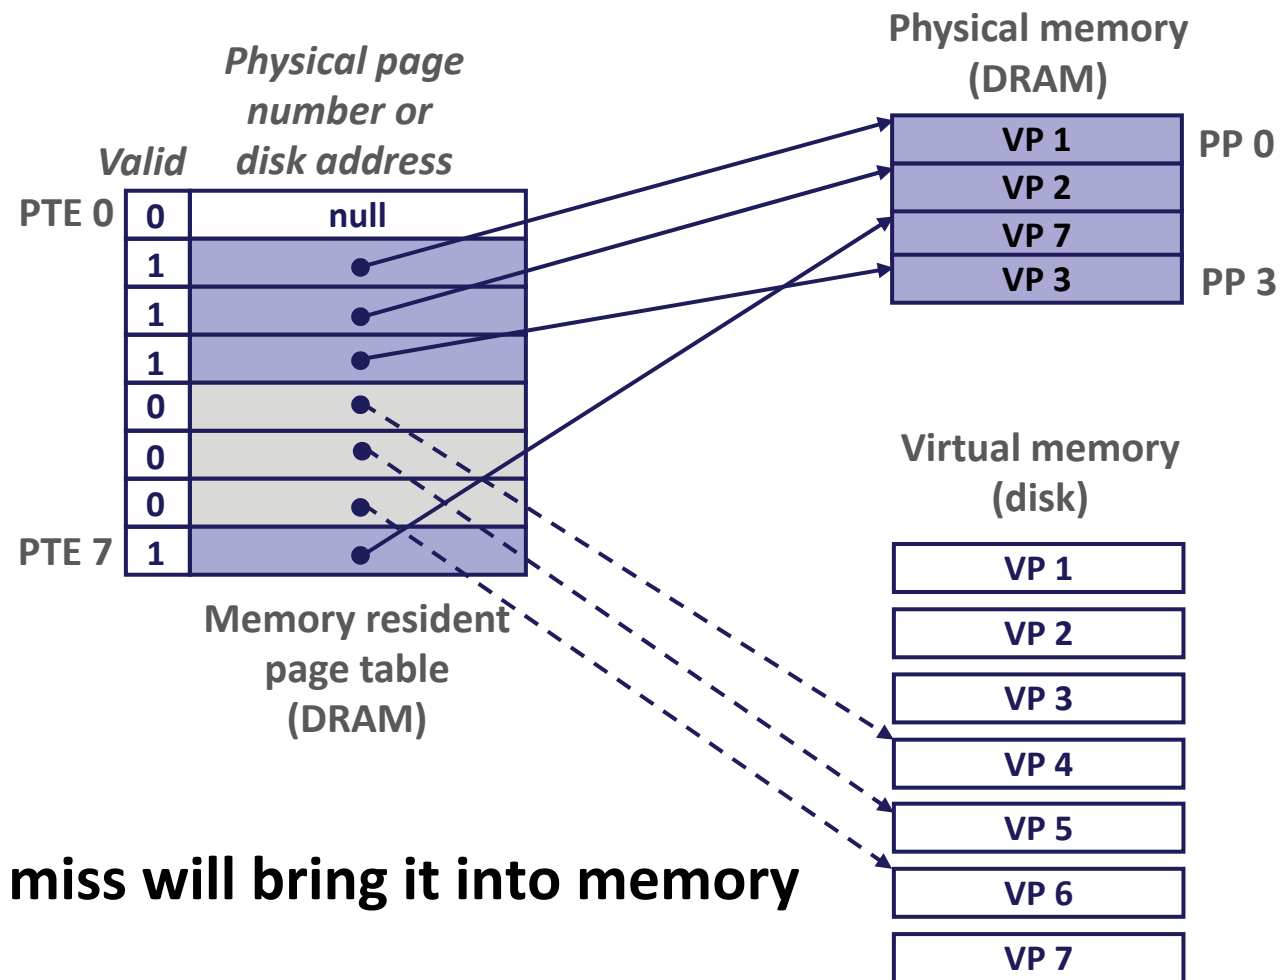 Physical page
number or
disk address
Valid
PTE 0
0
null
1
1
1
0
0
0
PTE 7
1
Memory resident
page table
(DRAM)
Physical memory
(DRAM)
VP 1
PP 0
VP 2
VP 7
VP 3
PP 3
Virtual memory
(disk)
VP 1
VP 2
VP 3
VP 4
VP 5
VP 6
VP 7
miss will bring it into memory